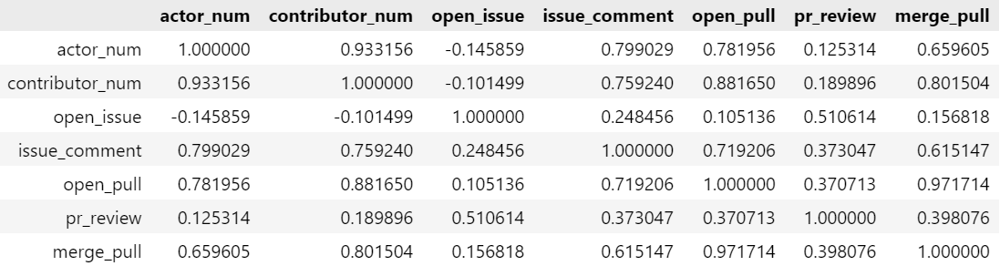 actor_num contributor_num open_issue issue_comment open_pull pr_review merge_pull
actor_num 1.000000 0.933156 -0.145859 0.799029 0.781956 0.125314 0.659605
contributor_num 0.933156 1.000000 -0.101499 0.759240 0.881650 0.189896 0.801504
open_issue -0.145859 -0.101499 1.000000 0.248456 0.105136 0.510614 0.156818
issue_comment 0.799029 0.759240 0.248456 1.000000 0.719206 0.373047 0.615147
open_pull 0.781956 0.881650 0.105136 0.719206 1.000000 0.370713 0.971714
pr_review 0.125314 0.189896 0.510614 0.373047 0.370713 1.000000 0.398076
merge_pull 0.659605 0.801504 0.156818 0.615147 0.971714 0.398076 1.000000